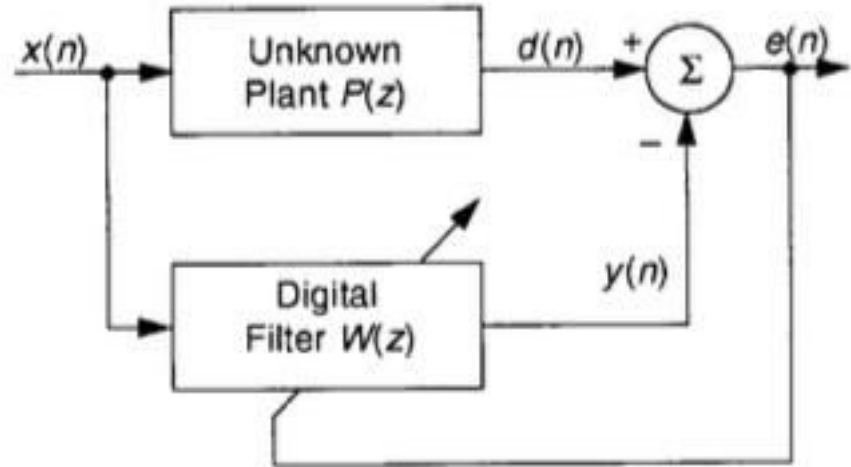 x(n)
Unknown
Plant P(z)
d(n)
+
Σ
e(n)
−
Digital
Filter W(z)
y(n)